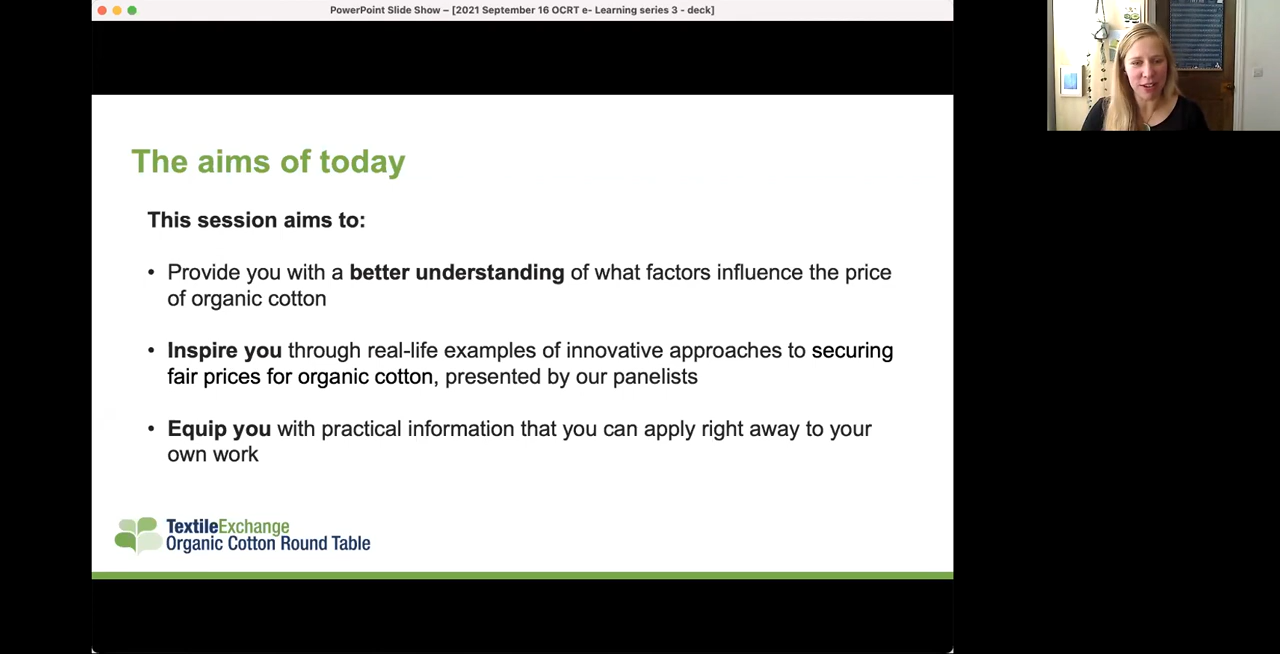 PowerPoint Slide Show – [2021 September 16 OCRT e- Learning series 3 - deck]
The aims of today
This session aims to:
• Provide you with a better understanding of what factors influence the price
of organic cotton
• Inspire you through real-life examples of innovative approaches to securing
fair prices for organic cotton, presented by our panelists
• Equip you with practical information that you can apply right away to your
own work
TextileExchange
Organic Cotton Round Table